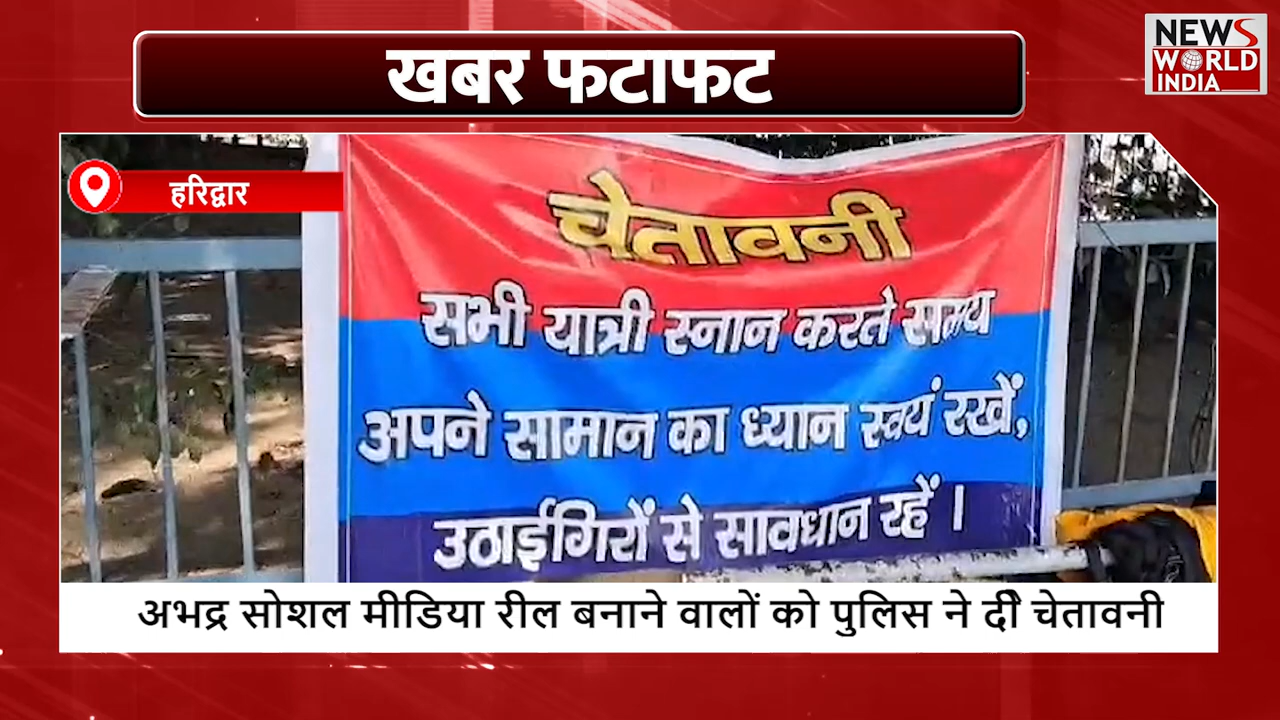 खबर फटाफट
NEWS
WORLD
INDIA
हरिद्वार
चेतावनी
सभी यात्री स्नान करते समय
अपने सामान का ध्यान स्वयं रखें,
उठाईगिरों से सावधान रहें ।
अभद्र सोशल मीडिया रील बनाने वालों को पुलिस ने दीे चेतावनी